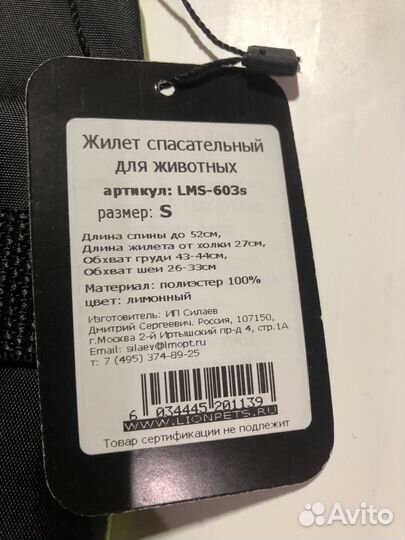 Жилет спасательный
для животных
артикул: LMS-603s
размер: S
Длина спины до 52см,
Длина жилета от холки 27см,
Обхват груди 43-44см,
Обхват шеи 26-33см
Материал: полиэстер 100%
цвет: лимонный
Изготовитель: ИП Силаев
Дмитрий Сергеевич. Россия, 107150,
г.Москва 2-й Иртышский пр-д 4, стр.1А
Email: silaev@lmopt.ru
т: 7 (495) 374-89-25
6 034445 201139
WWW.LIONPETS.RU
Товар сертификации не подлежит
Avito